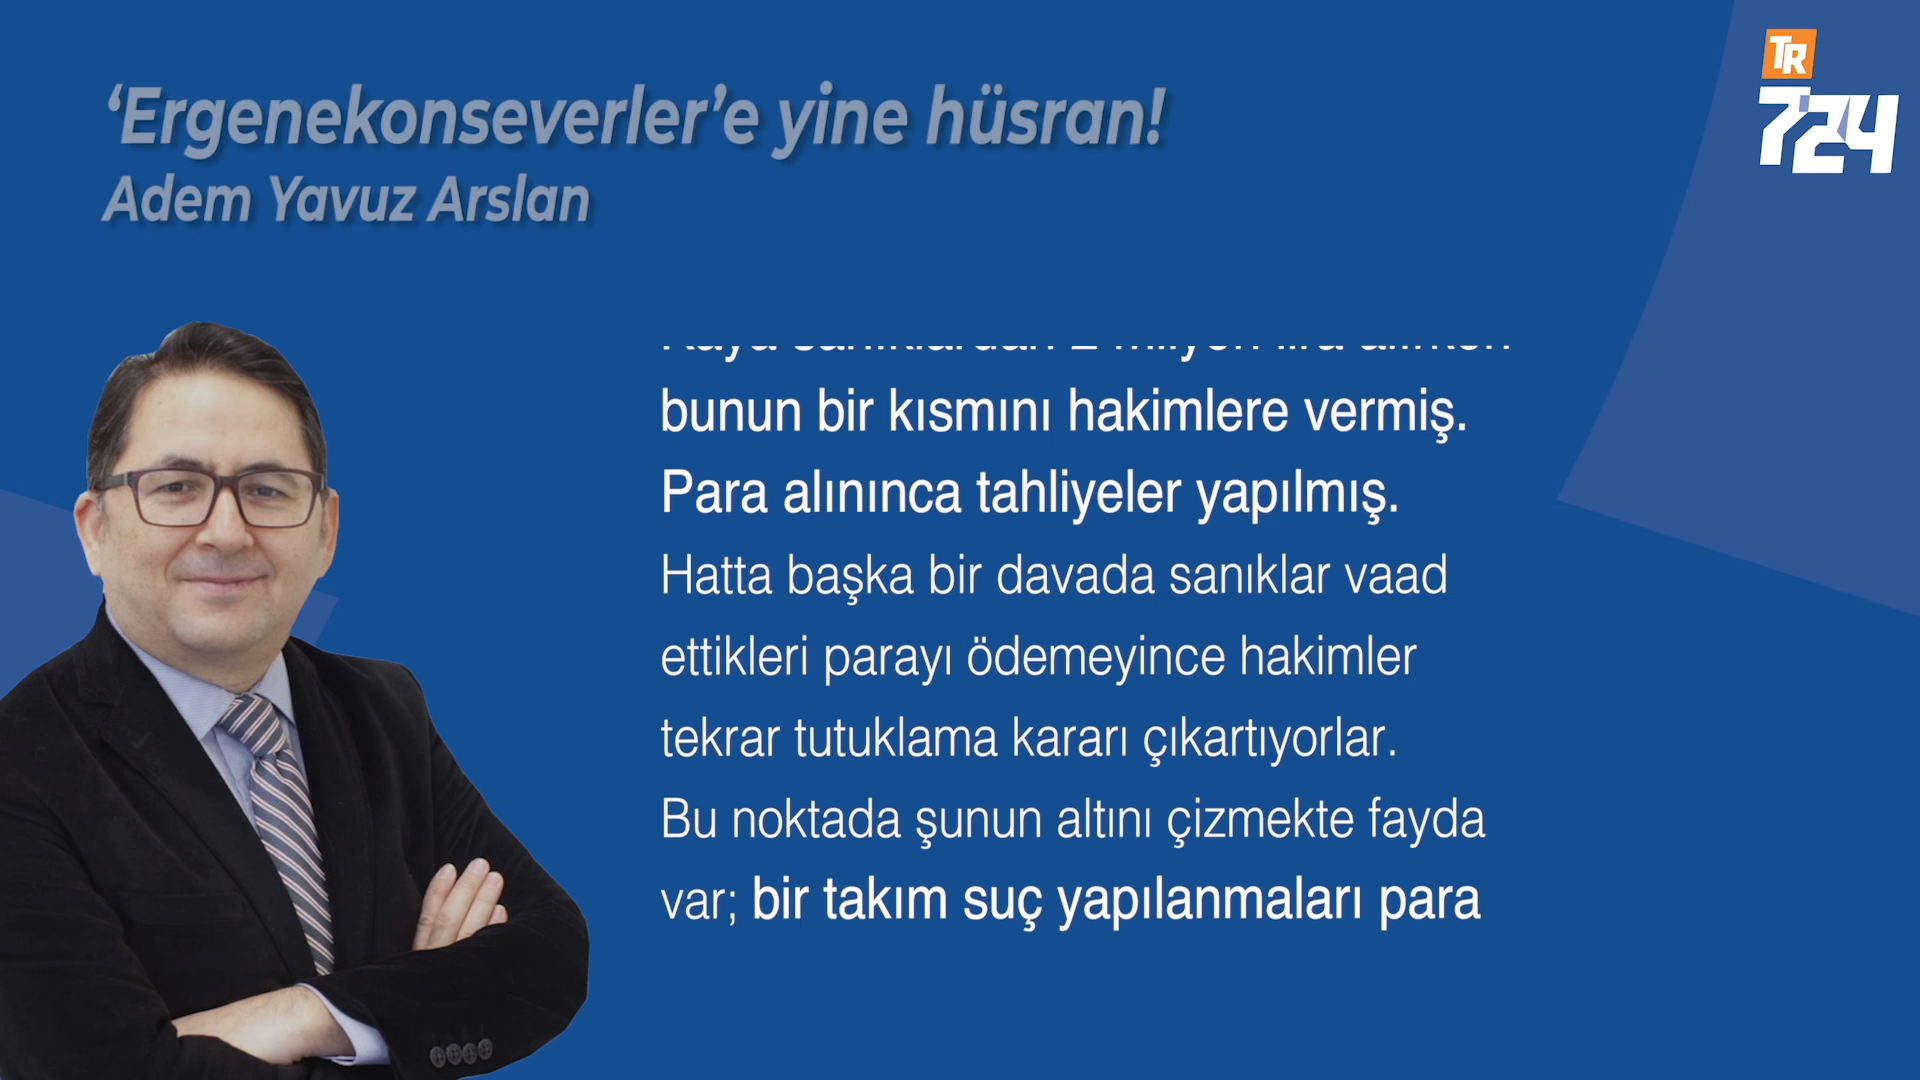 ‘Ergenekonseverler’e yine hüsran!
Adem Yavuz Arslan
TR
724
bunun bir kısmını hakimlere vermiş.
Para alınınca tahliyeler yapılmış.
Hatta başka bir davada sanıklar vaad
ettikleri parayı ödemeyince hakimler
tekrar tutuklama kararı çıkartıyorlar.
Bu noktada şunun altını çizmekte fayda
var; bir takım suç yapılanmaları para